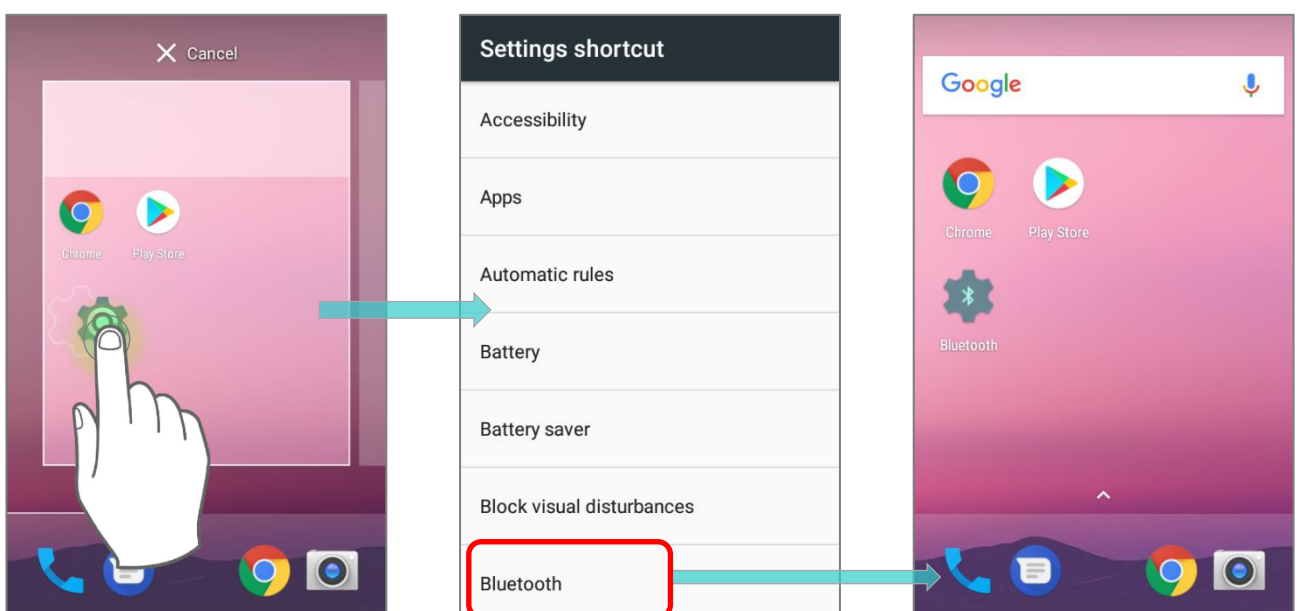 Cancel
Chrome
Play Store
Settings shortcut
Accessibility
Apps
Automatic rules
Battery
Battery saver
Block visual disturbances
Bluetooth
Google
Chrome
Play Store
Bluetooth